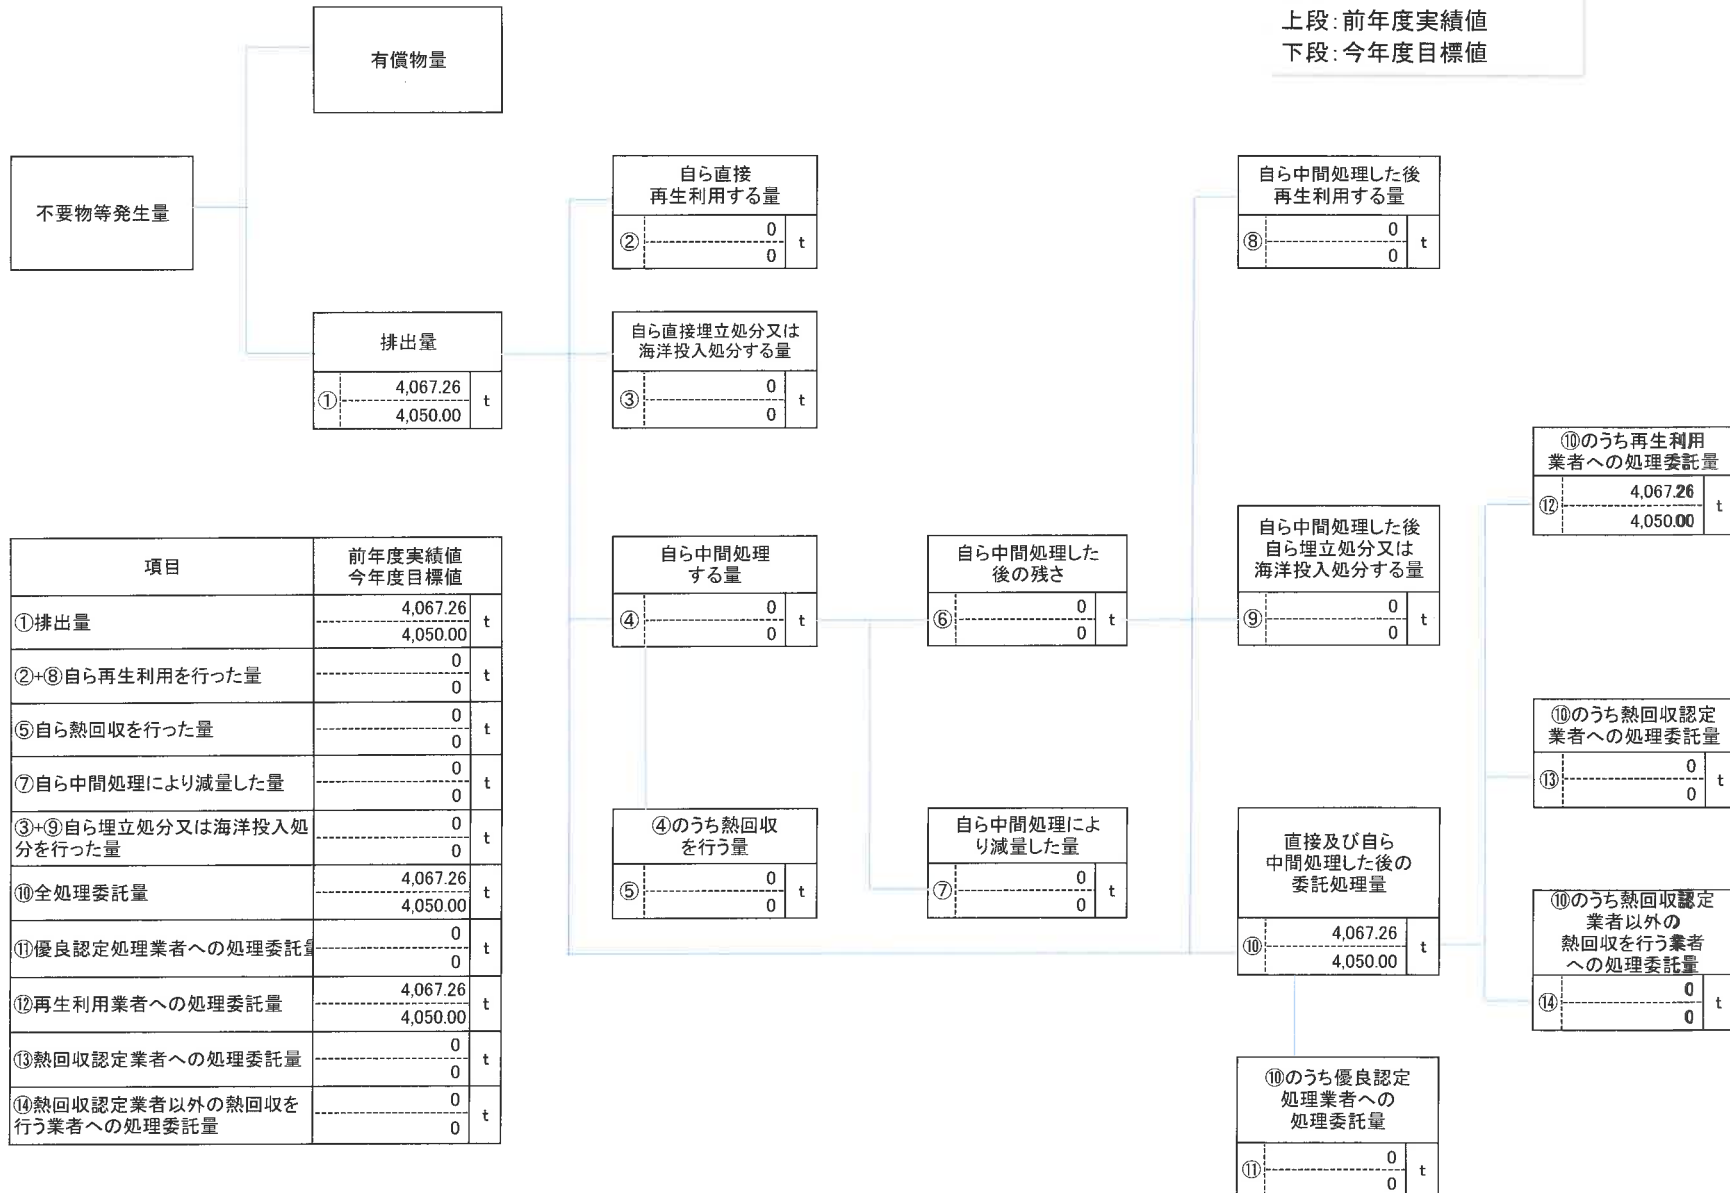 上段:前年度実績値
下段:今年度目標値
有償物量
不要物等発生量
排出量
①
4,067.26
4,050.00
t
自ら直接
再生利用する量
②
0
0
t
自ら直接埋立処分又は
海洋投入処分する量
③
0
0
t
自ら中間処理
する量
④
0
0
t
④のうち熱回収
を行う量
⑤
0
0
t
自ら中間処理した
後の残さ
⑥
0
0
t
自ら中間処理によ
り減量した量
⑦
0
0
t
自ら中間処理した後
再生利用する量
⑧
0
0
t
自ら中間処理した後
自ら埋立処分又は
海洋投入処分する量
⑨
0
0
t
直接及び自ら
中間処理した後の
委託処理量
⑩
4,067.26
4,050.00
t
⑩のうち優良認定
処理業者への
処理委託量
⑪
0
0
t
⑩のうち再生利用
業者への処理委託量
⑫
4,067.26
4,050.00
t
⑩のうち熱回収認定
業者への処理委託量
⑬
0
0
t
⑩のうち熱回収認定
業者以外の
熱回収を行う業者
への処理委託量
⑭
0
0
t
項目
前年度実績値
今年度目標値
①排出量
4,067.26
4,050.00
t
②+⑧自ら再生利用を行った量
0
0
t
⑤自ら熱回収を行った量
0
0
t
⑦自ら中間処理により減量した量
0
0
t
③+⑨自ら埋立処分又は海洋投入処
分を行った量
0
0
t
⑩全処理委託量
4,067.26
4,050.00
t
⑪優良認定処理業者への処理委託量
0
0
t
⑫再生利用業者への処理委託量
4,067.26
4,050.00
t
⑬熱回収認定業者への処理委託量
0
0
t
⑭熱回収認定業者以外の熱回収を
行う業者への処理委託量
0
0
t